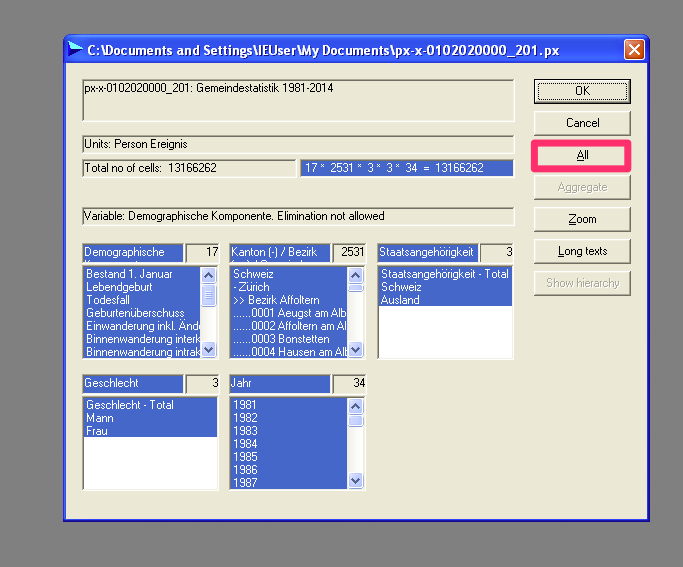 C:\Documents and Settings\IEUser\My Documents\px-x-0102020000_201.px
px-x-0102020000_201: Gemeindestatistik 1981-2014
OK
Cancel
Units: Person Ereignis
Total no of cells: 13166262
17 * 2531 * 3 * 3 * 34 = 13166262
All
Aggregate
Variable: Demographische Komponente. Elimination not allowed
Zoom
Long texts
Show hierarchy
Demographische
17
Bestand 1. Januar
Lebendgeburt
Todesfall
Geburtenüberschuss
Einwanderung inkl. Ände
Binnenwanderung interk
Binnenwanderung intrak
Kanton (-) / Bezirk
2531
Schweiz
- Zürich
>> Bezirk Affoltern
......0001 Aeugst am Alb
......0002 Affoltern am Al
......0003 Bonstetten
......0004 Hausen am Alb
Staatsangehörigkeit
3
Staatsangehörigkeit - Total
Schweiz
Ausland
Geschlecht
3
Geschlecht - Total
Mann
Frau
Jahr
34
1981
1982
1983
1984
1985
1986
1987